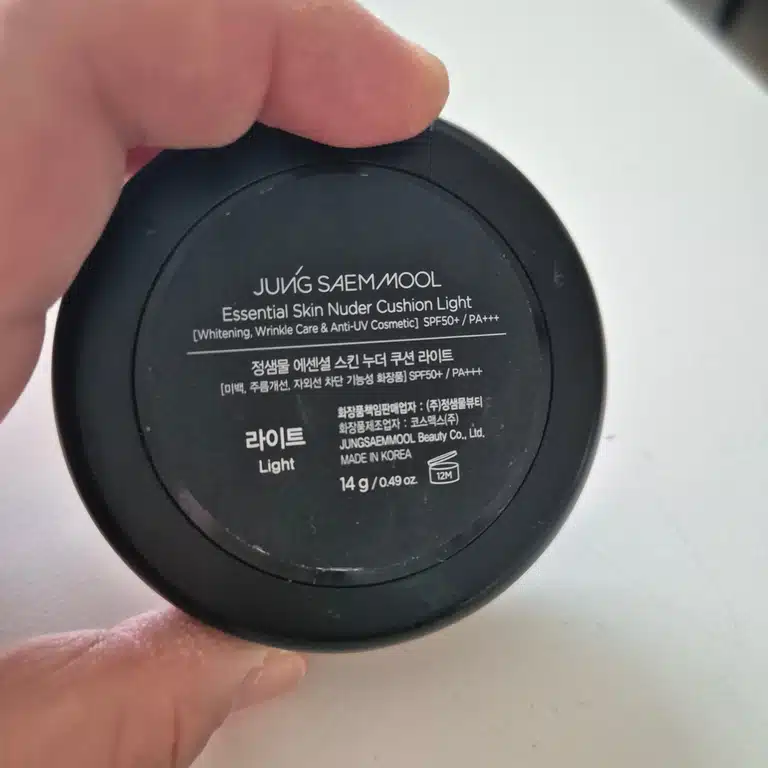 JUNG SAEMMOOL
Essential Skin Nuder Cushion Light
[Whitening, Wrinkle Care & Anti-UV Cosmetic] SPF50+ / PA+++
정샘물 에센셜 스킨 누더 쿠션 라이트
[미백, 주름개선, 자외선 차단 기능성 화장품] SPF50+ / PA+++
라이트
Light
화장품책임판매업자 : (주)정샘물뷰티
화장품제조업자 : 코스맥스(주)
JUNGSAEMMOOL Beauty Co., Ltd.
MADE IN KOREA
14 g / 0.49 oz.
12M